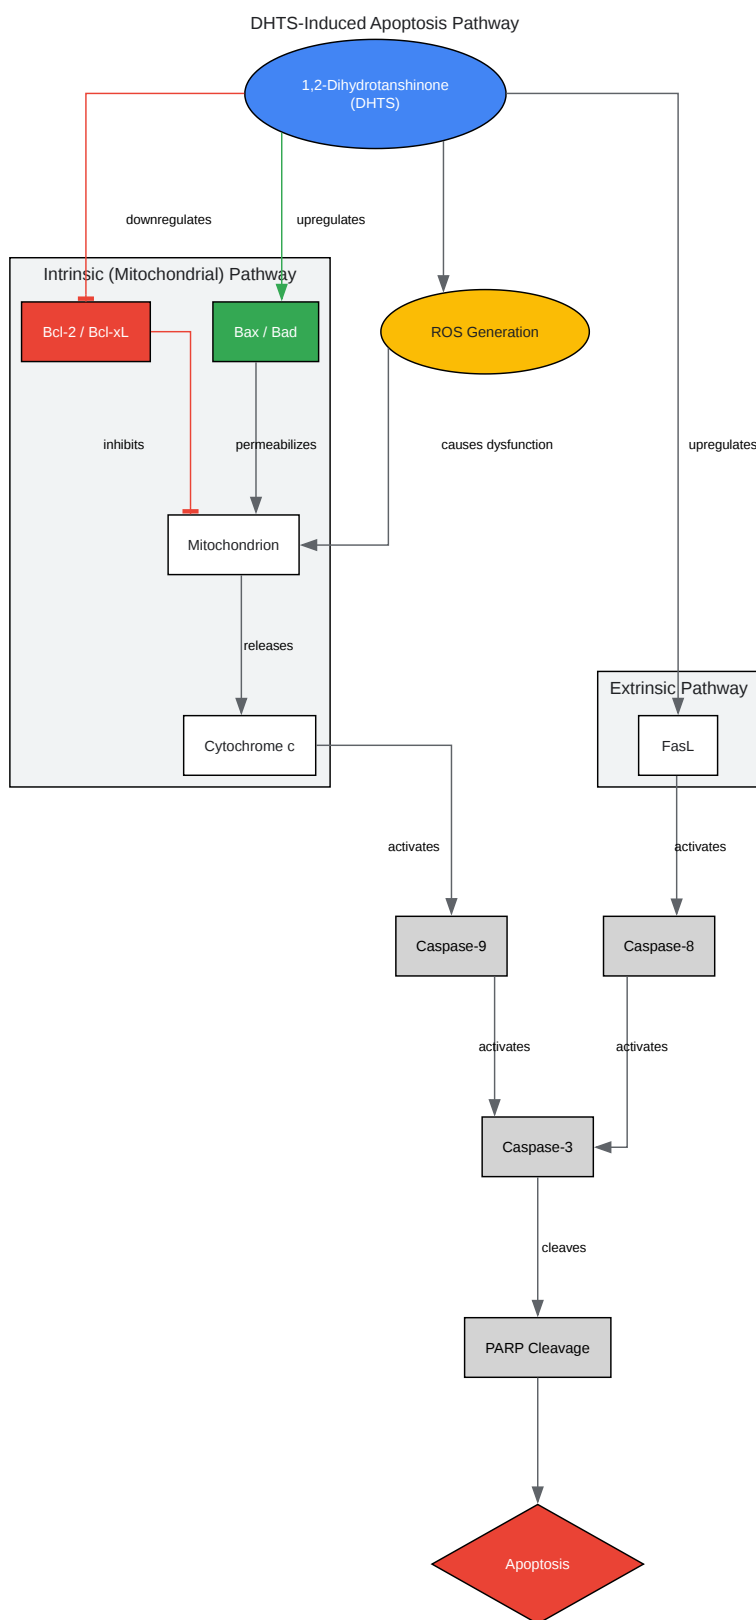 DHTS-Induced Apoptosis Pathway
1,2-Dihydrotanshinone
(DHTS)
downregulates
upregulates
Intrinsic (Mitochondrial) Pathway
Bcl-2 / Bcl-xL
Bax / Bad
ROS Generation
inhibits
permeabilizes
causes dysfunction
upregulates
Mitochondrion
releases
Extrinsic Pathway
Cytochrome c
FasL
activates
activates
Caspase-9
Caspase-8
activates
activates
Caspase-3
cleaves
PARP Cleavage
Apoptosis